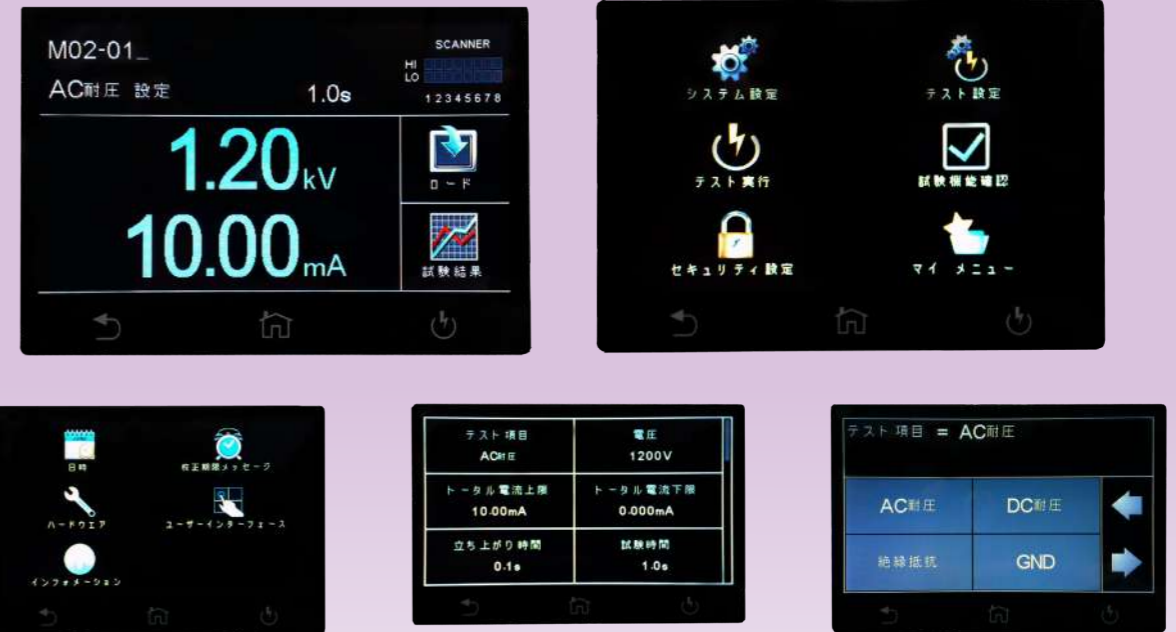 M02-01_
SCANNER
HI
LO
AC耐圧 設定
1.0s
12345678
1.20kV
ロード
10.00mA
試験結果
システム設定
テスト設定
テスト実行
試験機能確認
セキュリティ設定
マイ メニュー
日時
校正期限メッセージ
ハードウエア
ユーザーインターフェース
インフォメーション
テスト項目
電圧
AC耐圧
1200V
トータル電流上限
トータル電流下限
10.00mA
0.000mA
立ち上がり時間
試験時間
0.1s
1.0s
テスト項目 = AC耐圧
AC耐圧
DC耐圧
絶縁抵抗
GND